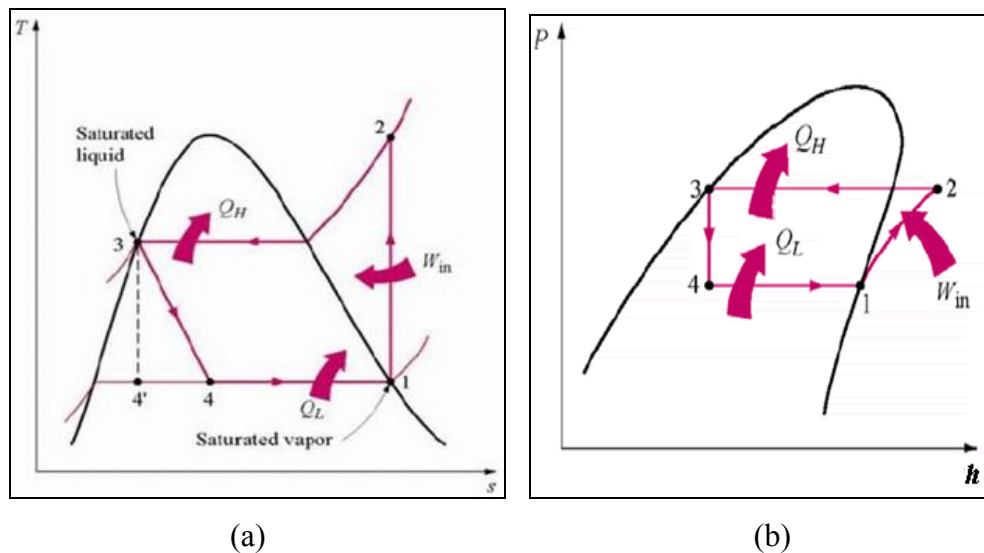 T
Saturated
liquid
2
Q_H
3
W_in
4'
4
Q_L
1
Saturated vapor
s
(a)
P
Q_H
3
2
Q_L
4
1
W_in
h
(b)